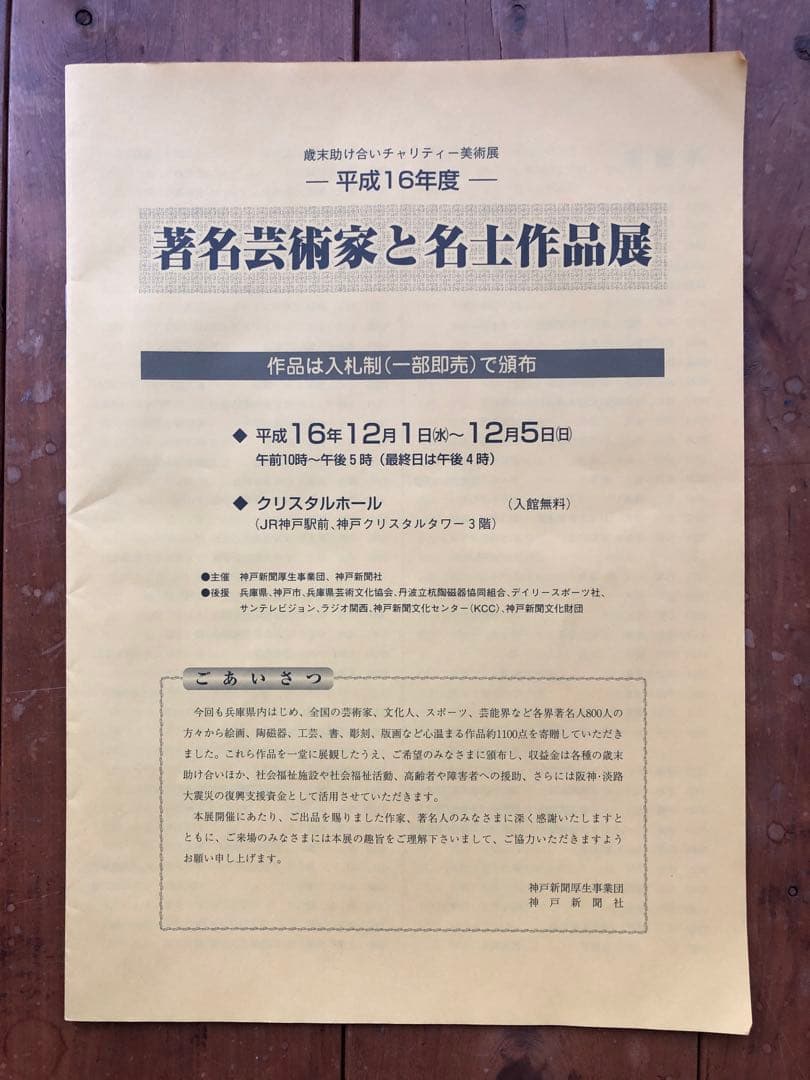 歳末助け合いチャリティー美術展
― 平成16年度 ―
著名芸術家と名士作品展
作品は入札制(一部即売)で頒布
◆ 平成16年12月1日㈬～12月5日㈰
午前10時～午後5時（最終日は午後4時）
◆ クリスタルホール （入館無料）
（JR神戸駅前、神戸クリスタルタワー3階）
●主催 神戸新聞厚生事業団、神戸新聞社
●後援 兵庫県、神戸市、兵庫県芸術文化協会、丹波立杭陶磁器協同組合、デイリースポーツ社、
サンテレビジョン、ラジオ関西、神戸新聞文化センター(KCC)、神戸新聞文化財団
ごあいさつ
今回も兵庫県内はじめ、全国の芸術家、文化人、スポーツ、芸能界など各界著名人800人の
方々から絵画、陶磁器、工芸、書、彫刻、版画など心温まる作品約1100点を寄贈していただ
きました。これら作品を一堂に展観したうえ、ご希望のみなさまに頒布し、収益金は各種の歳末
助け合いほか、社会福祉施設や社会福祉活動、高齢者や障害者への援助、さらには阪神・淡路
大震災の復興支援資金として活用させていただきます。
本展開催にあたり、ご出品を賜りました作家、著名人のみなさまに深く感謝いたしますと
ともに、ご来場のみなさまには本展の趣旨をご理解下さいまして、ご協力いただきますよう
お願い申し上げます。
神戸新聞厚生事業団
神戸新聞社